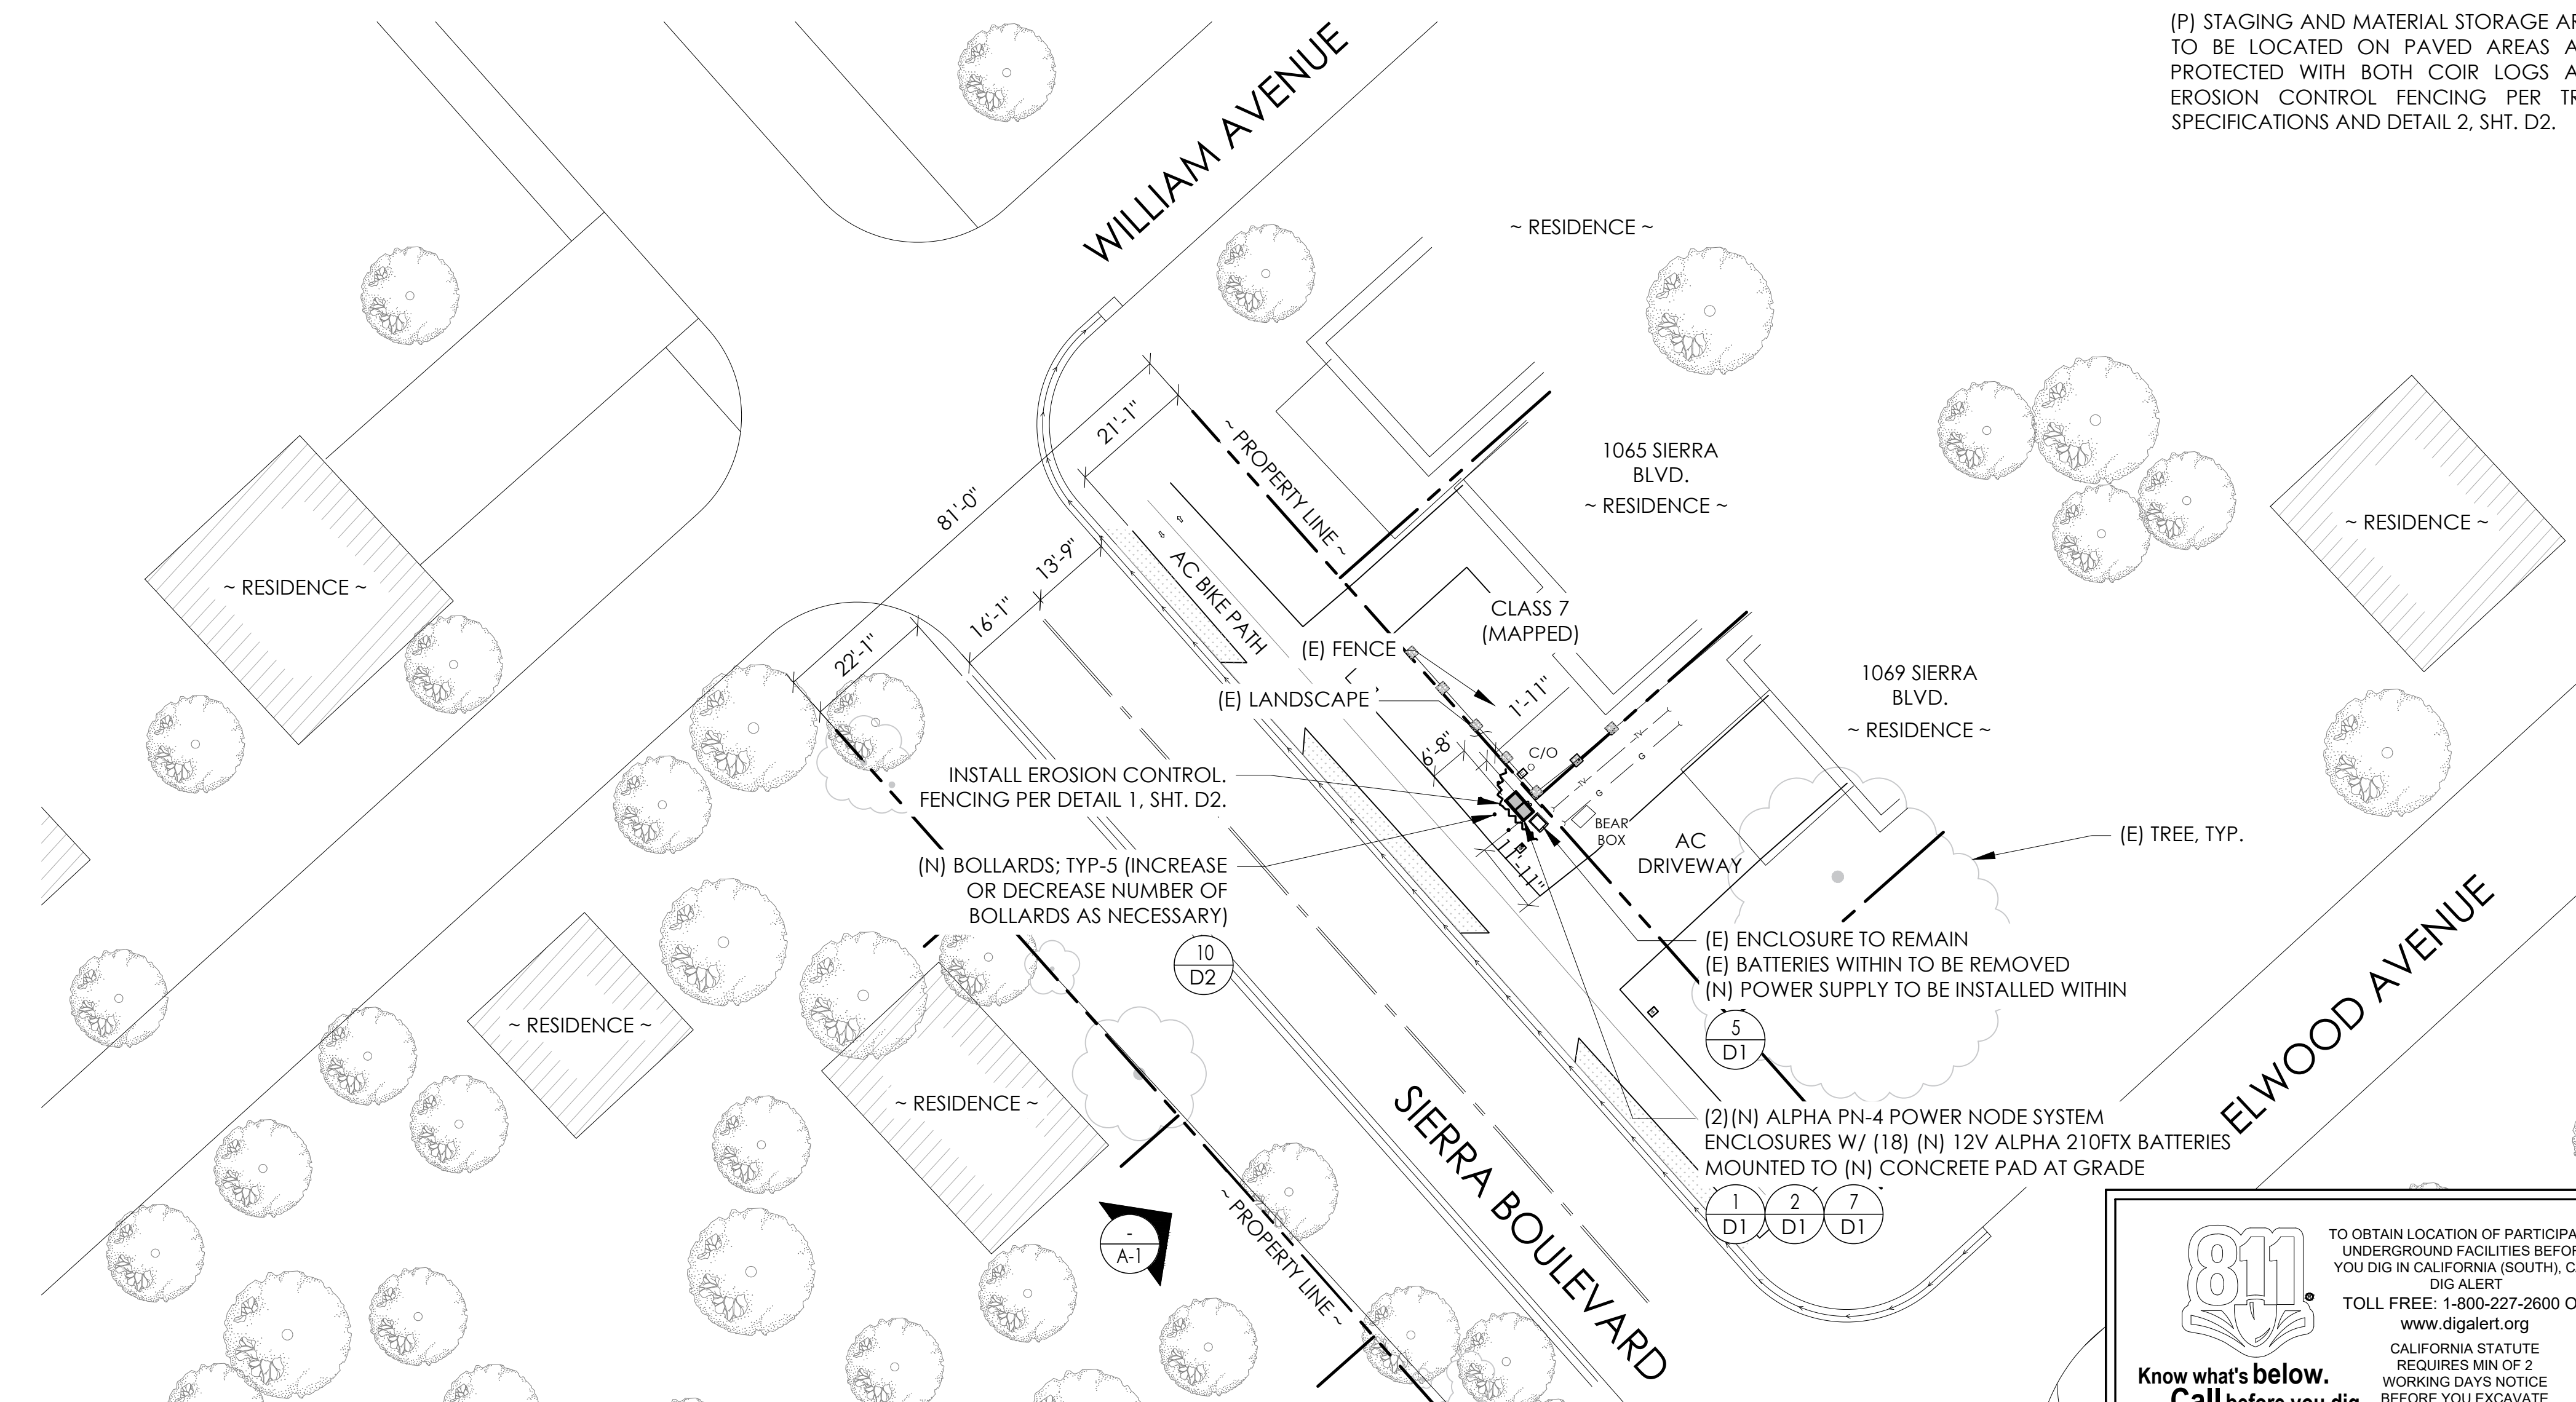 (P) STAGING AND MATERIAL STORAGE
TO BE LOCATED ON PAVED AREAS
PROTECTED WITH BOTH COIR LOGS
EROSION CONTROL FENCING PER
SPECIFICATIONS AND DETAIL 2, SHT. D2.
WILLIAM AVENUE
~ RESIDENCE ~
21'-1"
~ PROPERTY LINE ~
1065 SIERRA
BLVD.
~ RESIDENCE ~
81'-0"
13'-9"
16'-1"
22'-1"
AC BIKE PATH
~ RESIDENCE ~
~ RESIDENCE ~
CLASS 7
(MAPPED)
(E) FENCE
(E) LANDSCAPE
1'-11"
6'-8"
C/O
TV
G
TV
G
1069 SIERRA
BLVD.
~ RESIDENCE ~
INSTALL EROSION CONTROL.
FENCING PER DETAIL 1, SHT. D2.
(N) BOLLARDS; TYP-5 (INCREASE
OR DECREASE NUMBER OF
BOLLARDS AS NECESSARY)
10
D2
BEAR
BOX
AC
DRIVEWAY
(E) TREE, TYP.
(E) ENCLOSURE TO REMAIN
(E) BATTERIES WITHIN TO BE REMOVED
(N) POWER SUPPLY TO BE INSTALLED WITHIN
5
D1
ELWOOD AVENUE
~ RESIDENCE ~
~ RESIDENCE ~
SIERRA BOULEVARD
(2)(N) ALPHA PN-4 POWER NODE SYSTEM
ENCLOSURES W/ (18) (N) 12V ALPHA 210FTX BATTERIES
MOUNTED TO (N) CONCRETE PAD AT GRADE
1 2 7
D1 D1 D1
-
A-1
~ PROPERTY LINE ~
811
TO OBTAIN LOCATION OF
UNDERGROUND FACILITIES
YOU DIG IN CALIFORNIA (SOUTH),
DIG ALERT
TOLL FREE: 1-800-227-2600
www.digalert.org
CALIFORNIA STATUTE
REQUIRES MIN OF 2
WORKING DAYS NOTICE
BEFORE YOU EXCAVATE
Know what's below.
Call before you dig